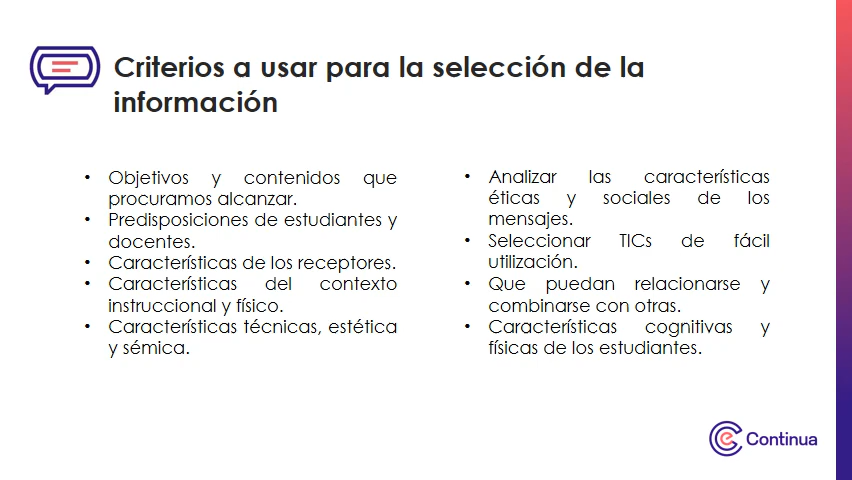 Criterios a usar para la selección de la
información
• Objetivos y contenidos que
procuramos alcanzar.
• Predisposiciones de estudiantes y
docentes.
• Características de los receptores.
• Características del contexto
instruccional y físico.
• Características técnicas, estética
y sémica.
• Analizar las características
éticas y sociales de los
mensajes.
• Seleccionar TICs de fácil
utilización.
• Que puedan relacionarse y
combinarse con otras.
• Características cognitivas y
físicas de los estudiantes.
Continua